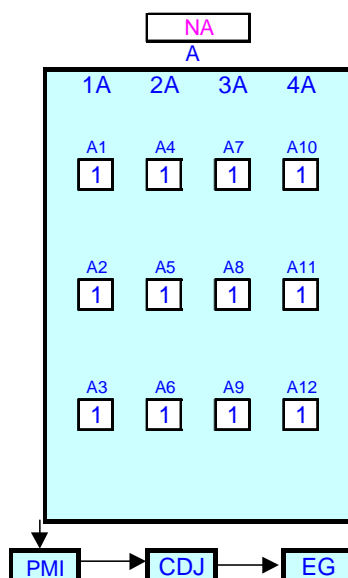 NA
A
1A 2A 3A 4A
A1 A4 A7 A10
1 1 1 1
A2 A5 A8 A11
1 1 1 1
A3 A6 A9 A12
1 1 1 1
PMI CDJ EG